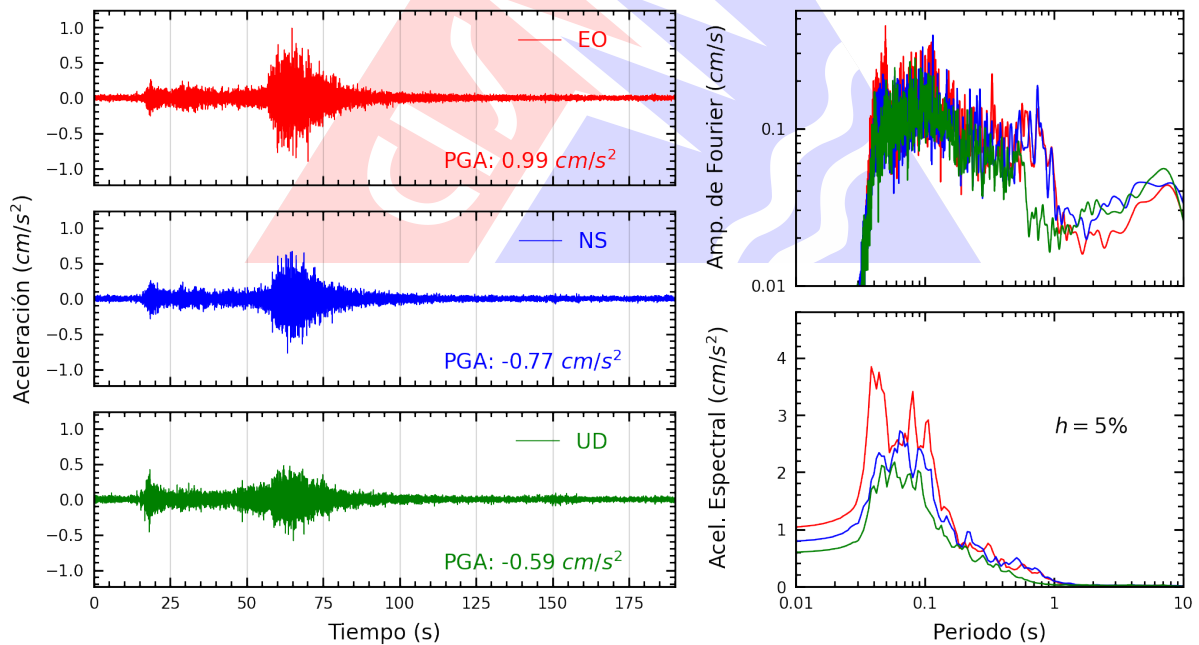 Aceleración (cm/s²)
1.0
0.5
0.0
−0.5
−1.0
EO
PGA: 0.99 cm/s²
1.0
0.5
0.0
−0.5
−1.0
NS
PGA: -0.77 cm/s²
1.0
0.5
0.0
−0.5
−1.0
UD
PGA: -0.59 cm/s²
0 25 50 75 100 125 150 175
Tiempo (s)
Amp. de Fourier (cm/s)
0.1
0.01
Acel. Espectral (cm/s²)
4
3
2
1
0
h = 5%
0.01 0.1 1 10
Periodo (s)